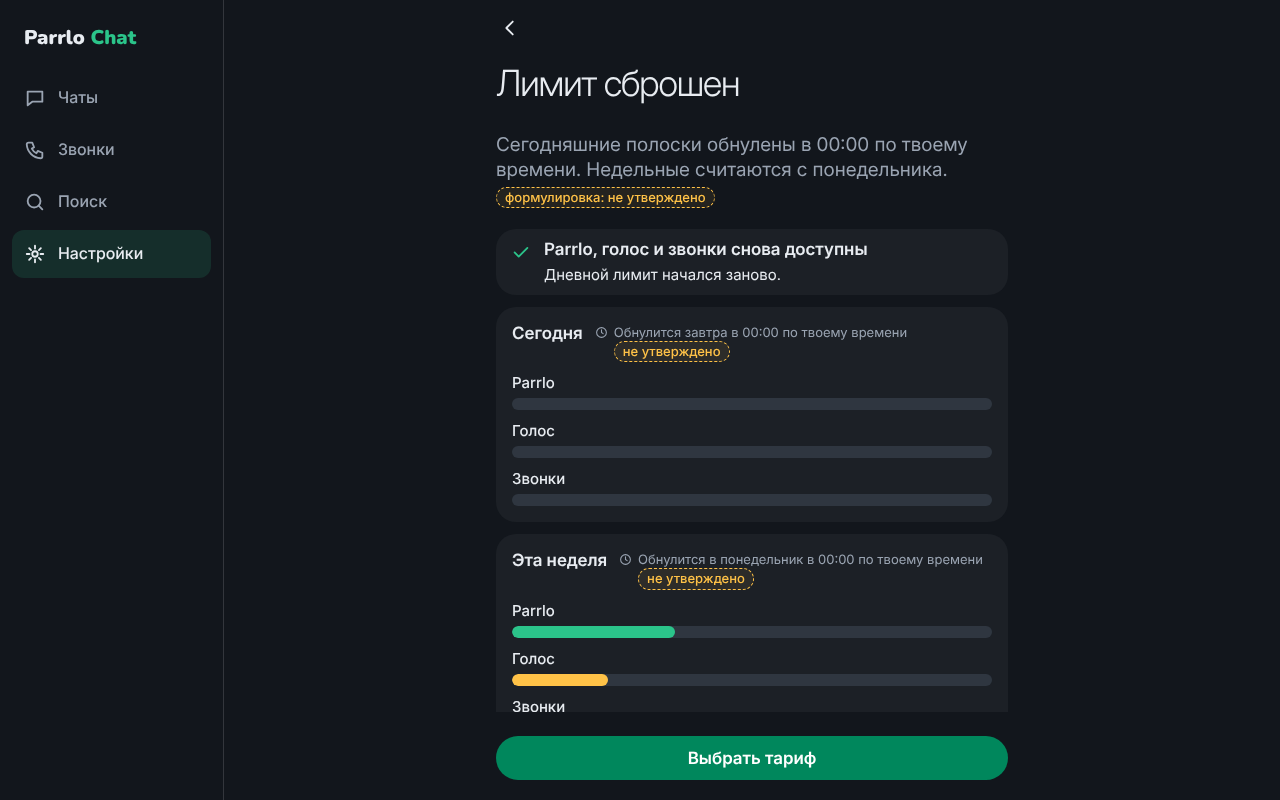 Parrlo Chat
Чаты
Звонки
Поиск
Настройки
Лимит сброшен
Сегодняшние полоски обнулены в 00:00 по твоему
времени. Недельные считаются с понедельника.
формулировка: не утверждено
Parrlo, голос и звонки снова доступны
Дневной лимит начался заново.
Сегодня
Обнулится завтра в 00:00 по твоему времени
не утверждено
Parrlo
Голос
Звонки
Эта неделя
Обнулится в понедельник в 00:00 по твоему времени
не утверждено
Parrlo
Голос
Звонки
Выбрать тариф